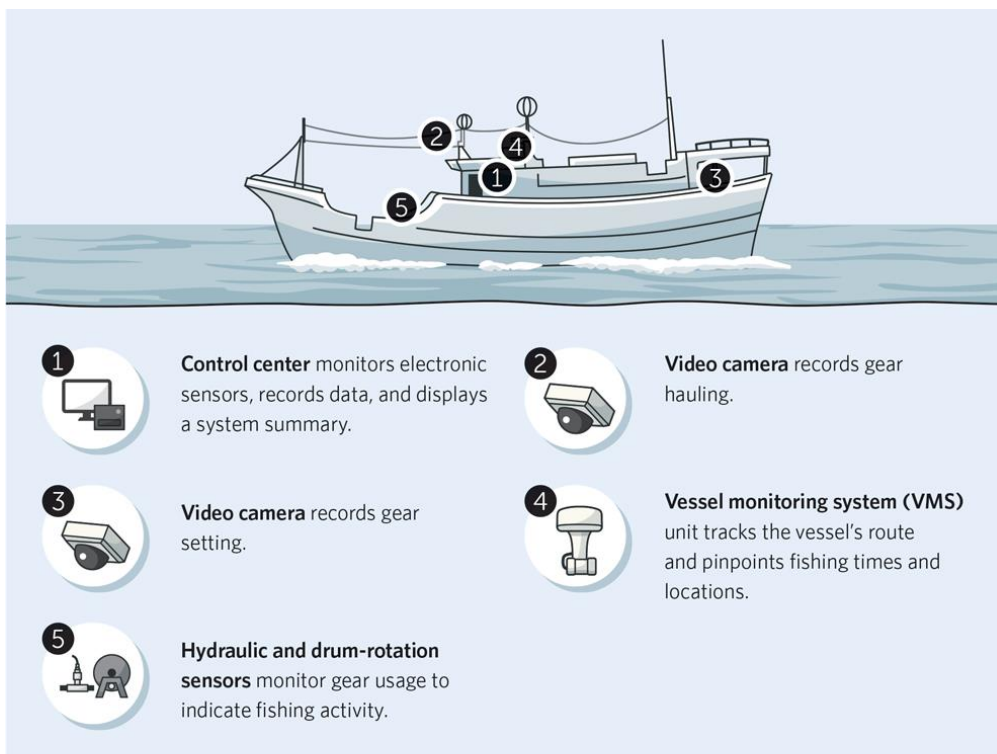 2
4
1
3
5
1
Control center monitors electronic
sensors, records data, and displays
a system summary.
2
Video camera records gear
hauling.
3
Video camera records gear
setting.
4
Vessel monitoring system (VMS)
unit tracks the vessel’s route
and pinpoints fishing times and
locations.
5
Hydraulic and drum-rotation
sensors monitor gear usage to
indicate fishing activity.